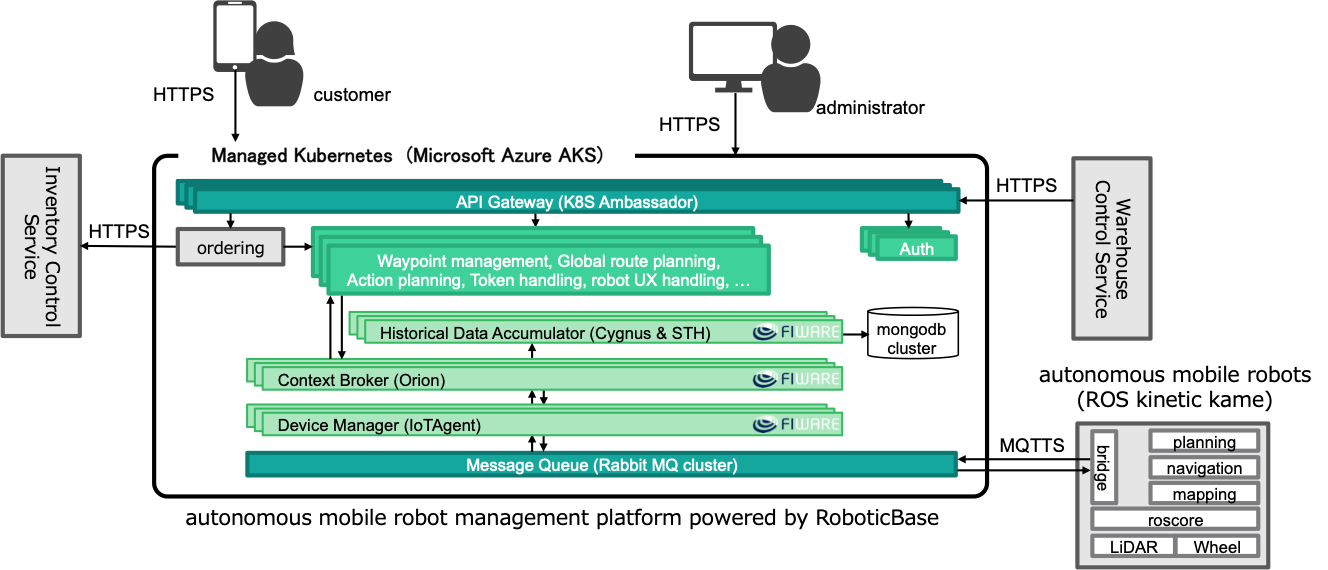 HTTPS
customer
HTTPS
administrator
Managed Kubernetes (Microsoft Azure AKS)
Inventory Control
Service
HTTPS
API Gateway (K8S Ambassador)
HTTPS
Warehouse
Control Service
ordering
Waypoint management, Global route planning,
Action planning, Token handling, robot UX handling, …
Auth
Historical Data Accumulator (Cygnus & STH)
FIWARE
mongodb
cluster
Context Broker (Orion)
FIWARE
Device Manager (IoTAgent)
FIWARE
Message Queue (Rabbit MQ cluster)
MQTTS
autonomous mobile robots
(ROS kinetic kame)
bridge
planning
navigation
mapping
roscore
LiDAR
Wheel
autonomous mobile robot management platform powered by RoboticBase